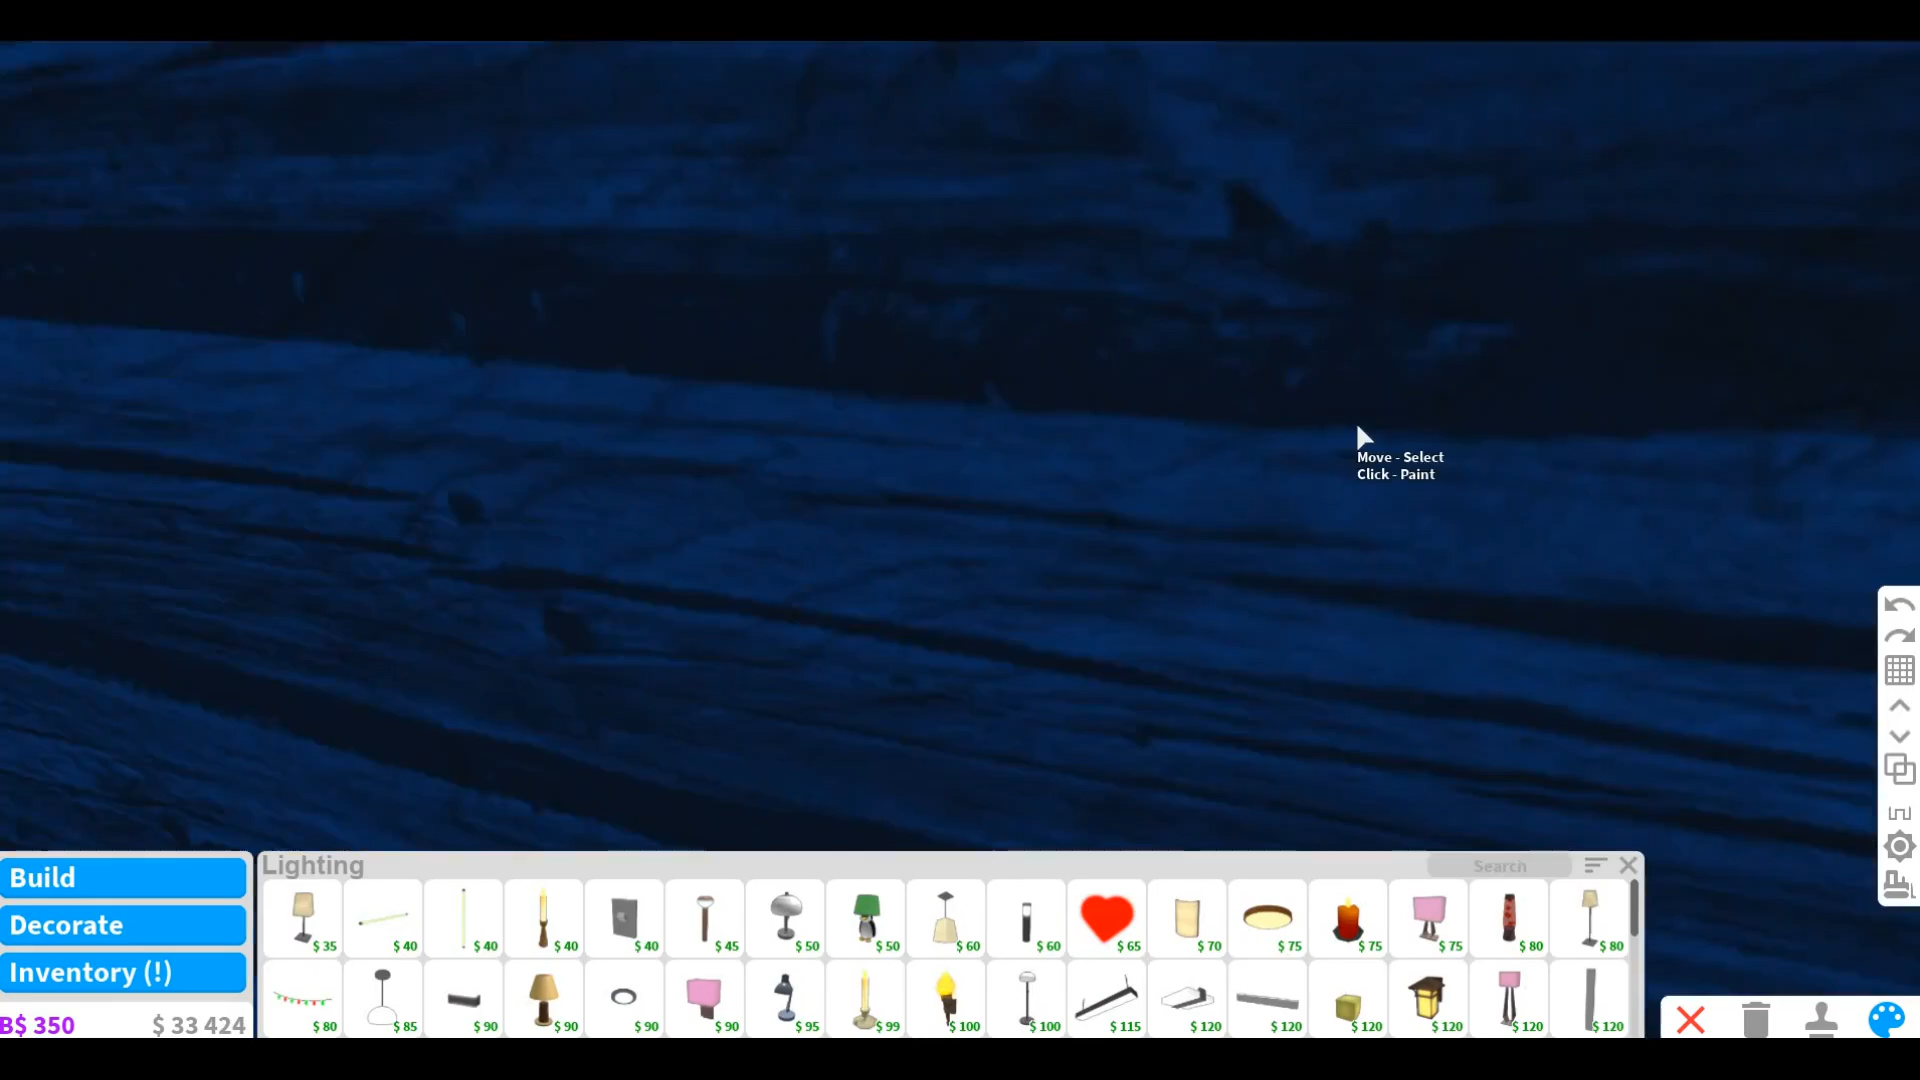 Move - Select
Click - Paint
Build
Decorate
Inventory (!)
B$ 350 $ 33 424
Lighting Search
$ 35 $ 40 $ 40 $ 40 $ 40 $ 45 $ 50 $ 50 $ 60 $ 60 $ 65 $ 70 $ 75 $ 75 $ 75 $ 80 $ 80
$ 80 $ 85 $ 90 $ 90 $ 90 $ 90 $ 95 $ 99 $ 100 $ 100 $ 115 $ 120 $ 120 $ 120 $ 120 $ 120 $ 120